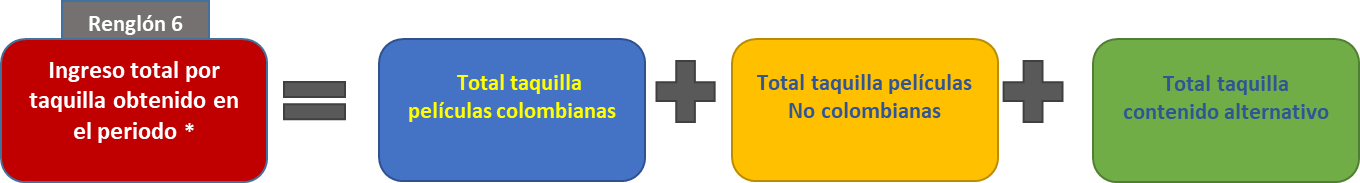 Renglón 6
Ingreso total por
taquilla obtenido en
el periodo *
Total taquilla
películas colombianas
Total taquilla películas
No colombianas
Total taquilla
contenido alternativo